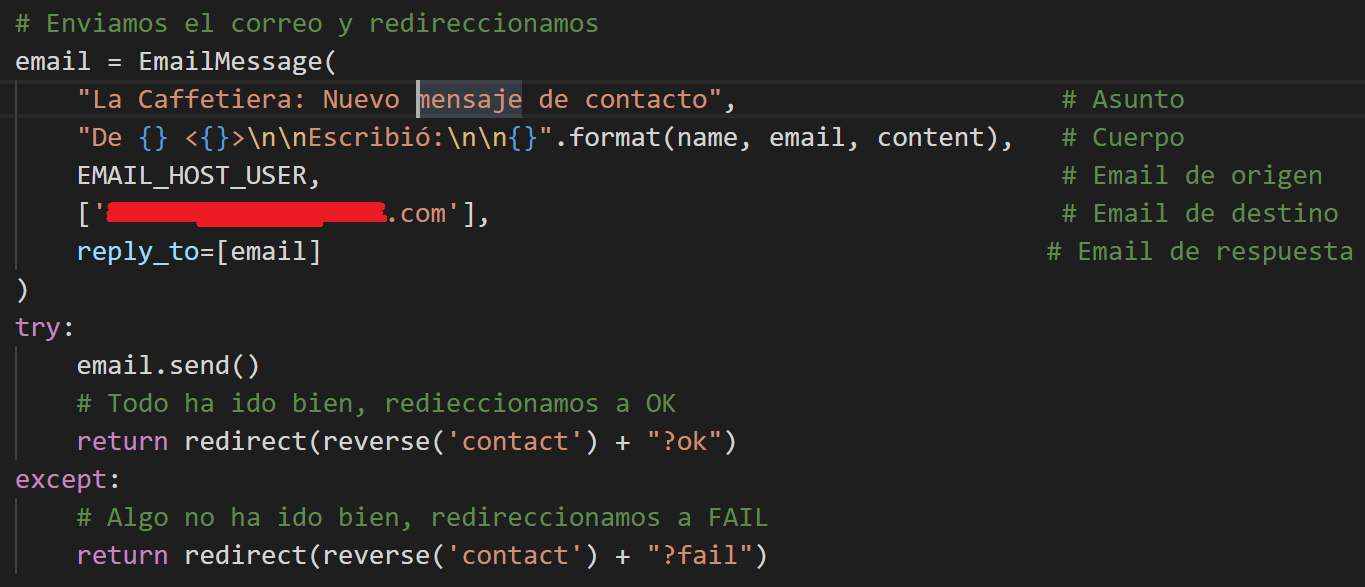 # Enviamos el correo y redireccionamos
email = EmailMessage(
    "La Caffetiera: Nuevo mensaje de contacto",                      # Asunto
    "De {} <{}>\n\nEscribió:\n\n{}".format(name, email, content),   # Cuerpo
    EMAIL_HOST_USER,                                                # Email de origen
    ['.com'],                                     # Email de destino
    reply_to=[email]                                               # Email de respuesta
)
try:
    email.send()
    # Todo ha ido bien, redieccionamos a OK
    return redirect(reverse('contact') + "?ok")
except:
    # Algo no ha ido bien, redireccionamos a FAIL
    return redirect(reverse('contact') + "?fail")